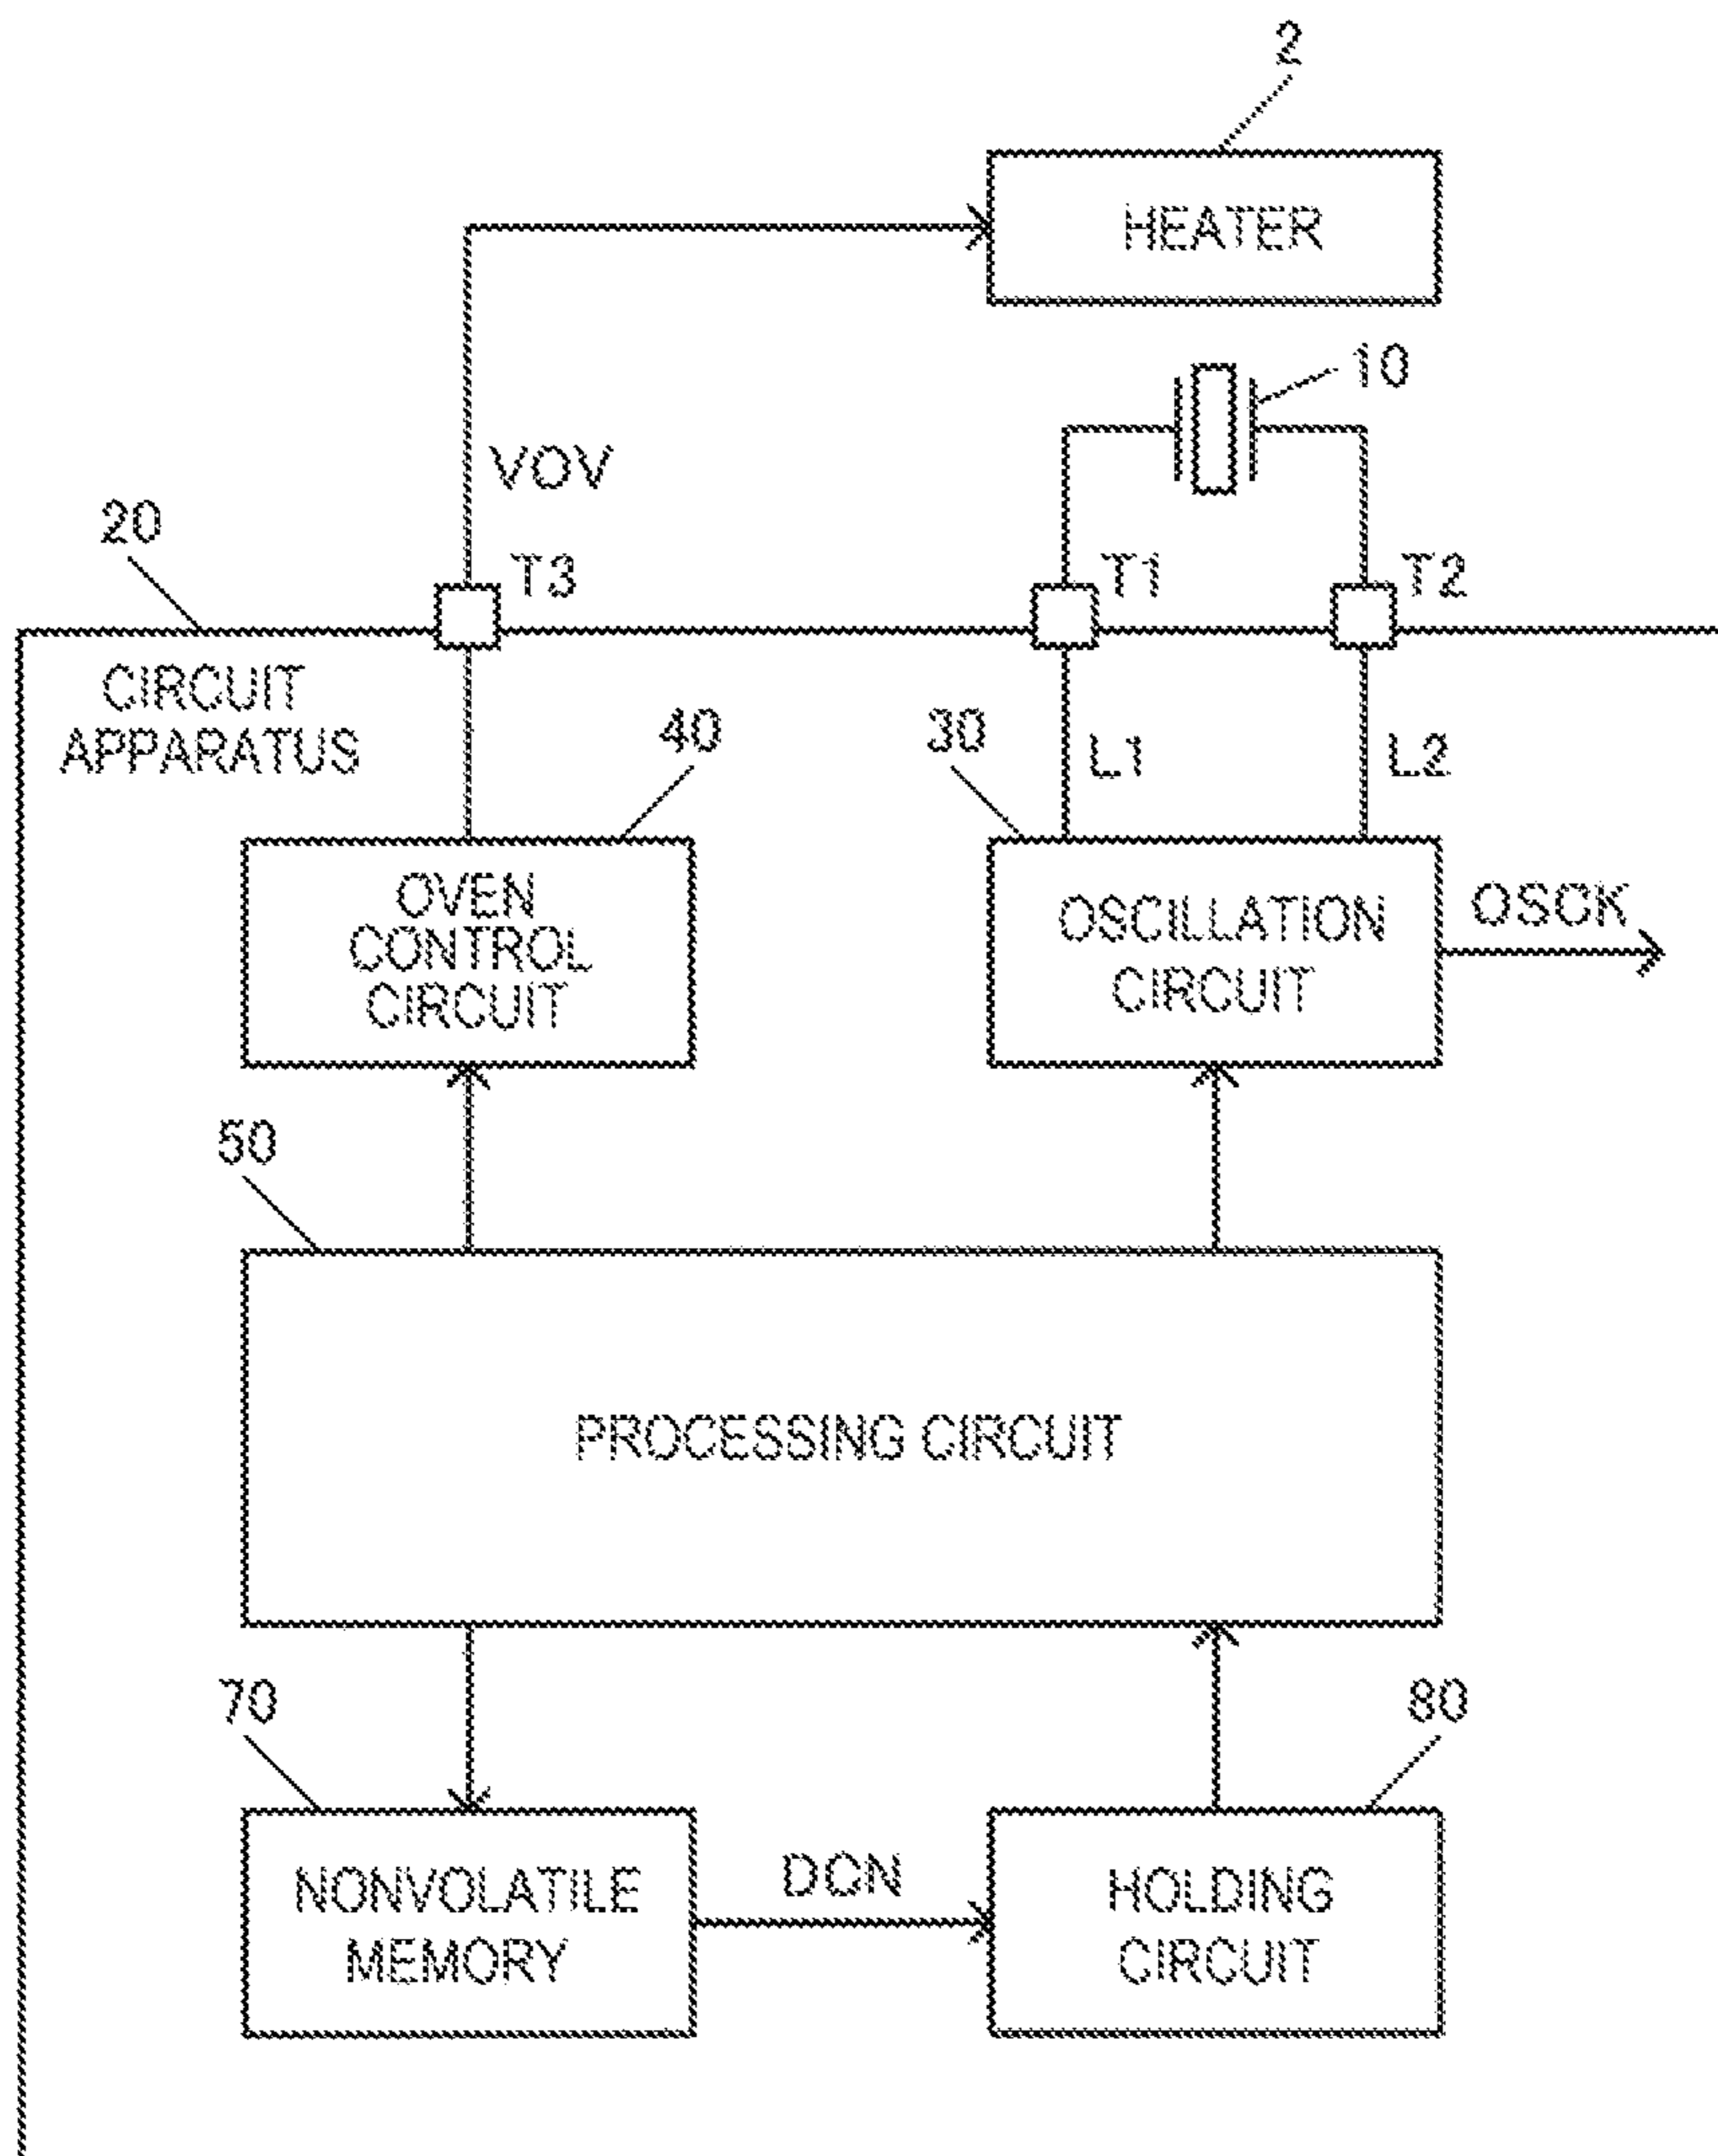 2
HEATER
10
VOV
20
T3
T1
T2
CIRCUIT
APPARATUS
40
30
L1
L2
OVEN
CONTROL
CIRCUIT
OSCILLATION
CIRCUIT
OSCK
50
PROCESSING CIRCUIT
70
80
NONVOLATILE
MEMORY
DCN
HOLDING
CIRCUIT